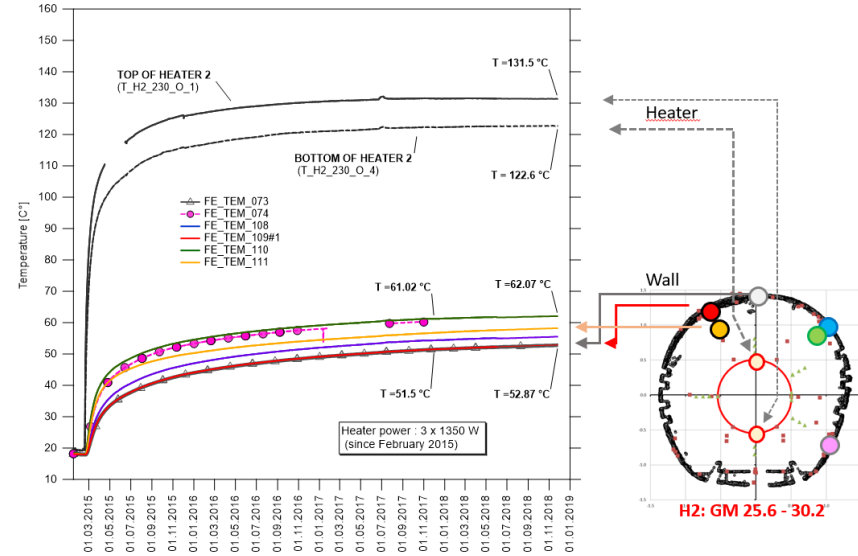 160
150
140
130
120
110
100
90
80
70
60
50
40
30
20
10
Temperature [C°]
TOP OF HEATER 2
(T_H2_230_O_1)
T =131.5 °C
BOTTOM OF HEATER 2
(T_H2_230_O_4)
T = 122.6 °C
FE_TEM_073
FE_TEM_074
FE_TEM_108
FE_TEM_109#1
FE_TEM_110
FE_TEM_111
T =61.02 °C
T =62.07 °C
T =51.5 °C
T =52.87 °C
Heater power : 3 x 1350 W
(since February 2015)
01.03.2015
01.05.2015
01.07.2015
01.09.2015
01.11.2015
01.01.2016
01.03.2016
01.05.2016
01.07.2016
01.09.2016
01.11.2016
01.01.2017
01.03.2017
01.05.2017
01.07.2017
01.09.2017
01.11.2017
01.01.2018
01.03.2018
01.05.2018
01.07.2018
01.09.2018
01.11.2018
01.01.2019
Heater
Wall
H2: GM 25.6 - 30.2